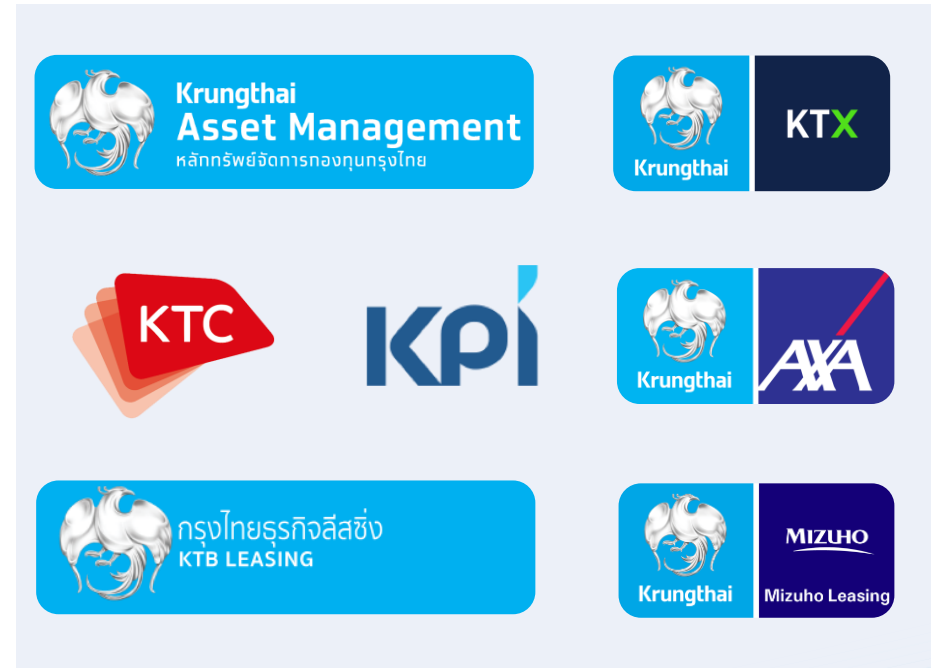 Krungthai
Asset Management
หลักทรัพย์จัดการกองทุนกรุงไทย
Krungthai
KTX
KTC
KPI
Krungthai
AXA
กรุงไทยธุรกิจลีสซิ่ง
KTB LEASING
Krungthai
MIZUHO
Mizuho Leasing